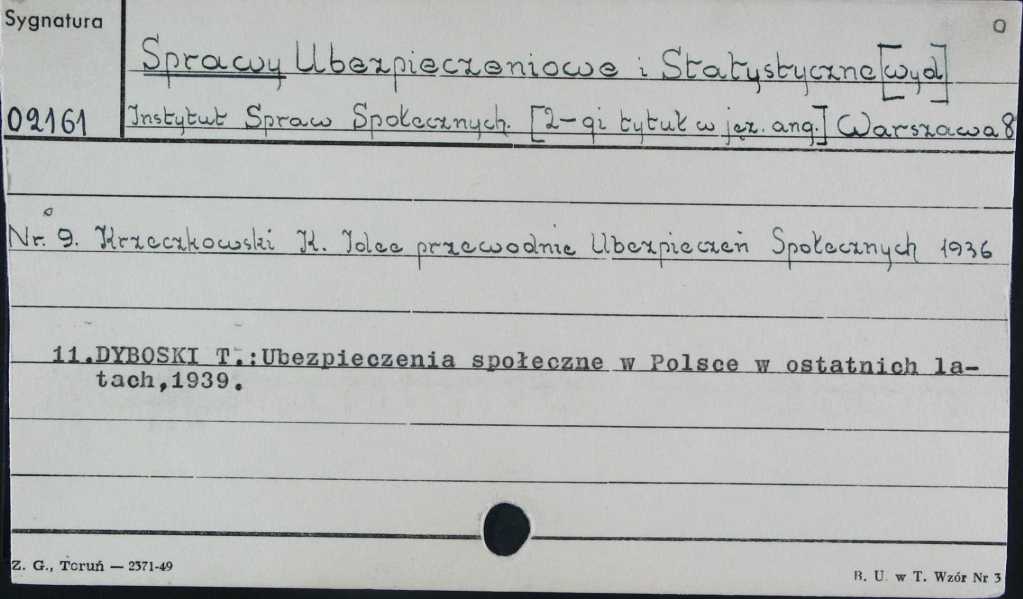 Sygnatura
Sprawy Ubezpieczeniowe i Statystyczne [wyd]
02161
Instytut Spraw Społecznych. [2-gi tytuł w jęz. ang.] Warszawa 8°
Nr. 9. Krzeczkowski K. Idee przewodnie Ubezpieczeń Społecznych 1936
11.DYBOSKI T.:Ubezpieczenia społeczne w Polsce w ostatnich la-
tach,1939.
Z. G., Toruń — 2371-49
B. U. w T. Wzór Nr 3